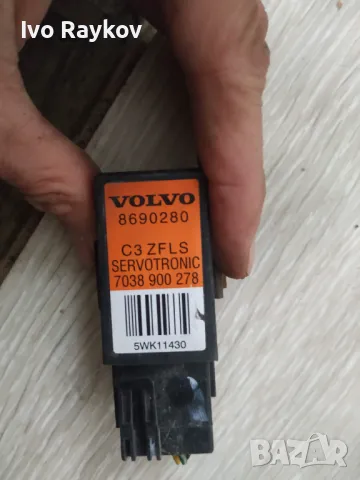 Ivo Raykov
VOLVO
8690280
C3 ZFLS
SERVOTRONIC
7038 900 278
5WK11430
BAZAR